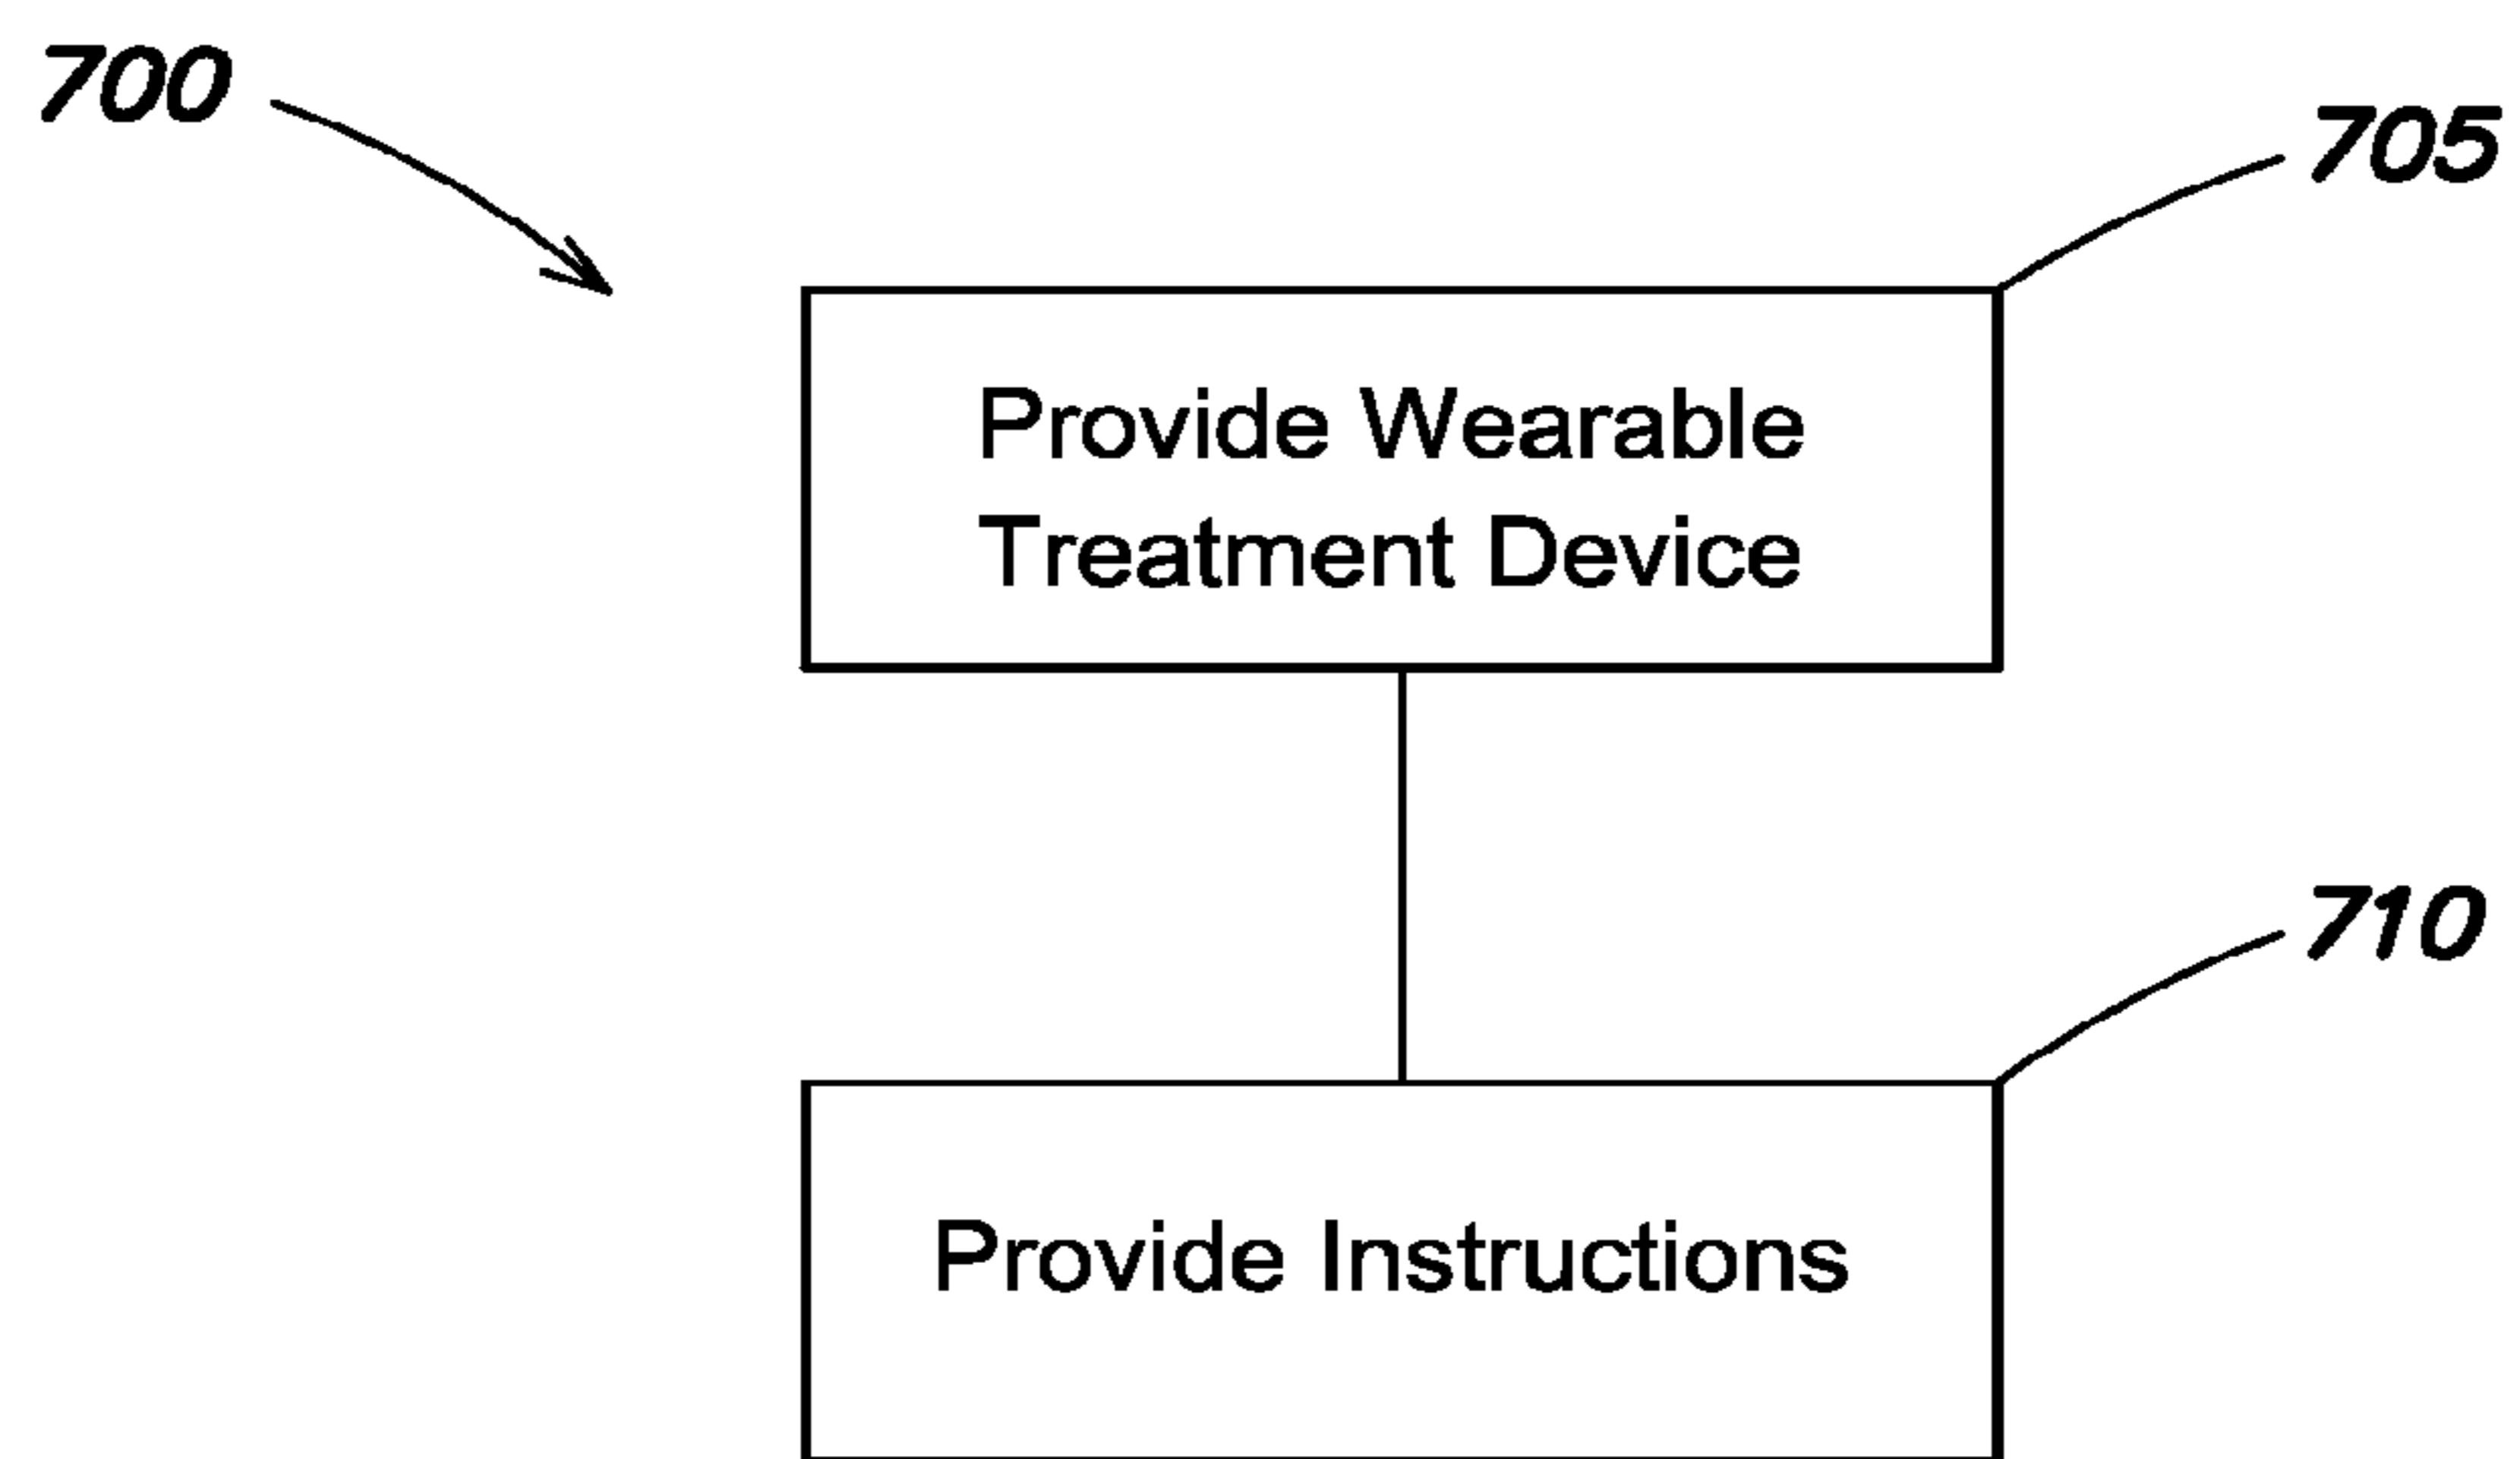 700
705
Provide Wearable
Treatment Device
710
Provide Instructions